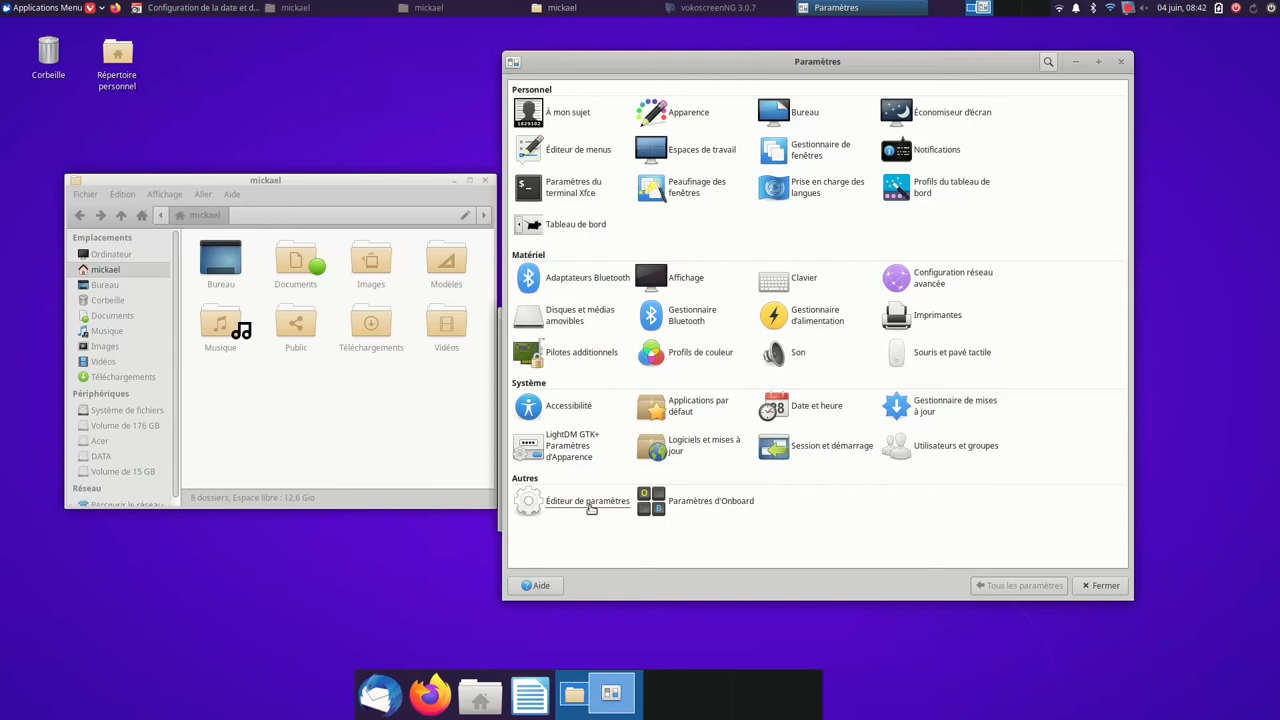 Applications Menu
Configuration de la date et d...
mickael
mickael
mickael
vokoscreenNG 3.0.7
Paramètres
04 juin, 08:42
Corbeille
Répertoire
personnel
Paramètres
Personnel
À mon sujet
Apparence
Bureau
Économiseur d'écran
Éditeur de menus
Espaces de travail
Gestionnaire de
fenêtres
Notifications
Paramètres du
terminal Xfce
Peaufinage des
fenêtres
Prise en charge des
langues
Profils du tableau de
bord
Tableau de bord
Matériel
Adaptateurs Bluetooth
Affichage
Clavier
Configuration réseau
avancée
Disques et médias
amovibles
Gestionnaire
Bluetooth
Gestionnaire
d'alimentation
Imprimantes
Pilotes additionnels
Profils de couleur
Son
Souris et pavé tactile
Système
Accessibilité
Applications par
défaut
Date et heure
Gestionnaire de mises
à jour
LightDM GTK+
Paramètres
d'Apparence
Logiciels et mises à
jour
Session et démarrage
Utilisateurs et groupes
Autres
Éditeur de paramètres
Paramètres d'Onboard
Aide
Tous les paramètres
Fermer
mickael
Fichier
Édition
Affichage
Aller
Aide
mickael
Emplacements
Ordinateur
mickael
Bureau
Corbeille
Documents
Musique
Images
Vidéos
Téléchargements
Périphériques
Système de fichiers
Volume de 176 GB
Acer
DATA
Volume de 15 GB
Réseau
Parcourir le réseau
Bureau
Documents
Images
Modèles
Musique
Public
Téléchargements
Vidéos
8 dossiers, Espace libre : 12,6 Gio